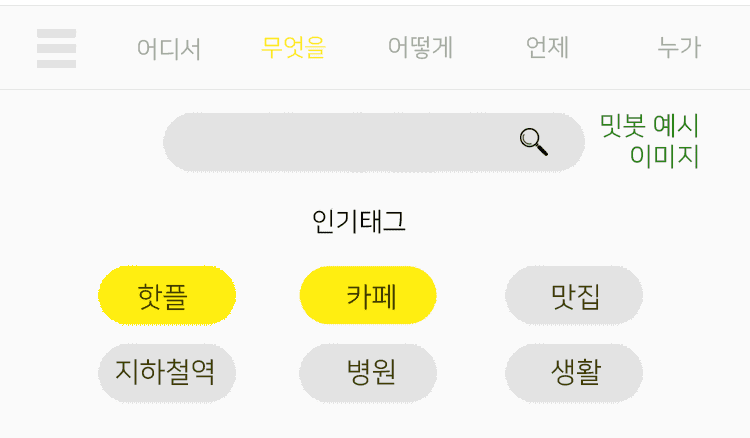 어디서 무엇을 어떻게 언제 누가
밋봇 예시
이미지
인기태그
핫플 카페 맛집
지하철역 병원 생활